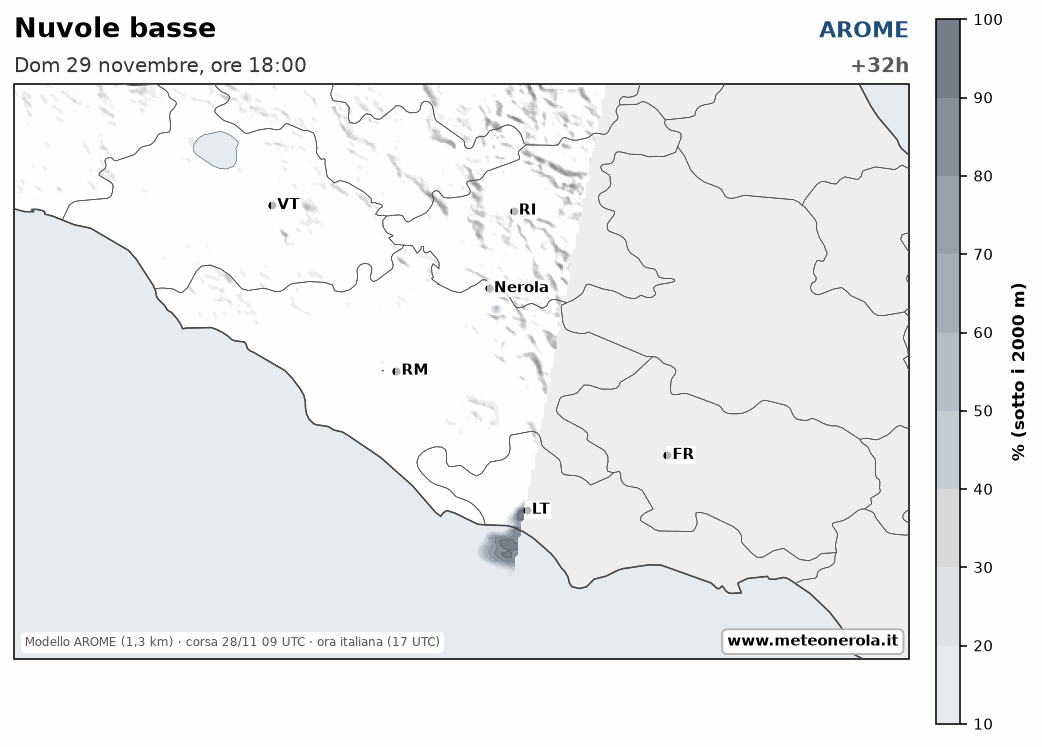 Nuvole basse
AROME
Dom 29 novembre, ore 18:00
+32h
VT
RI
Nerola
RM
FR
LT
Modello AROME (1,3 km) · corsa 28/11 09 UTC · ora italiana (17 UTC)
www.meteonerola.it
100
90
80
70
60
50
40
30
20
10
% (sotto i 2000 m)